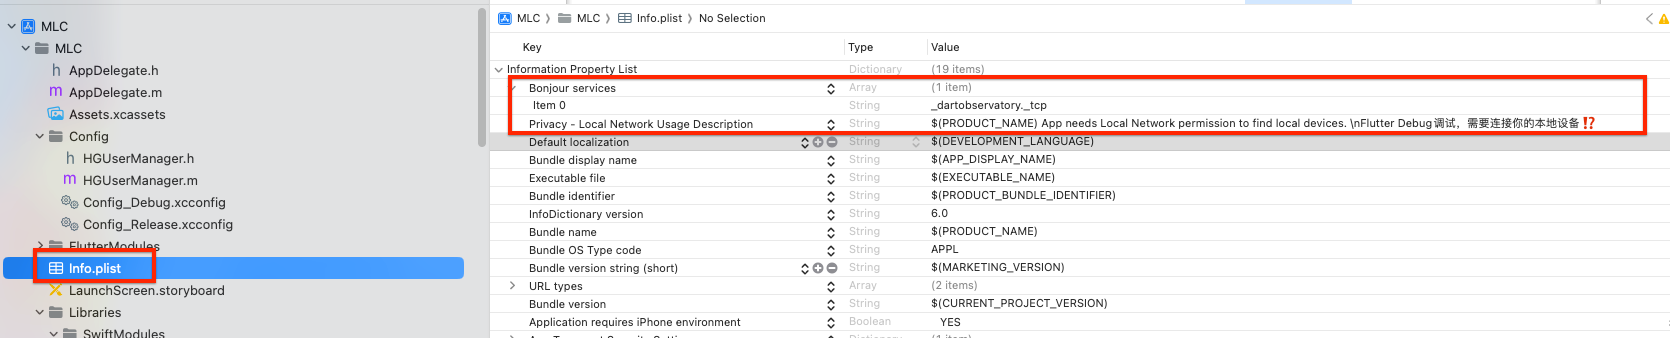 MLC
MLC
AppDelegate.h
AppDelegate.m
Assets.xcassets
Config
HGUserManager.h
HGUserManager.m
Config_Debug.xcconfig
Config_Release.xcconfig
FlutterModules
Info.plist
LaunchScreen.storyboard
Libraries
SwiftModules
MLC 〉 MLC 〉 Info.plist 〉 No Selection
Key Type Value
Information Property List Dictionary (19 items)
Bonjour services Array (1 item)
Item 0 String _dartobservatory._tcp
Privacy - Local Network Usage Description String $(PRODUCT_NAME) App needs Local Network permission to find local devices. \nFlutter Debug调试，需要连接你的本地设备⁉️
Default localization String $(DEVELOPMENT_LANGUAGE)
Bundle display name String $(APP_DISPLAY_NAME)
Executable file String $(EXECUTABLE_NAME)
Bundle identifier String $(PRODUCT_BUNDLE_IDENTIFIER)
InfoDictionary version String 6.0
Bundle name String $(PRODUCT_NAME)
Bundle OS Type code String APPL
Bundle version string (short) String $(MARKETING_VERSION)
URL types Array (2 items)
Bundle version String $(CURRENT_PROJECT_VERSION)
Application requires iPhone environment Boolean YES